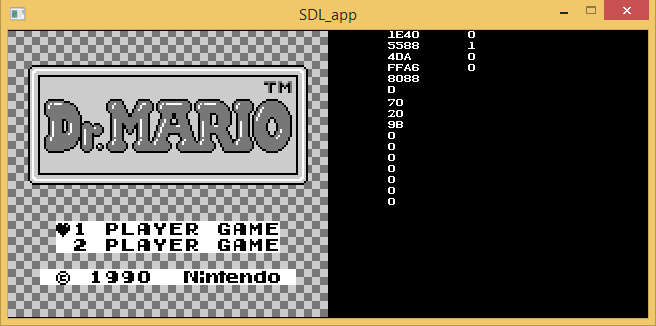 SDL_app
TM
Dr. MARIO
1 PLAYER GAME
2 PLAYER GAME
© 1990 Nintendo
1E40 0
5588 1
4DA 0
FFA6 0
8088
D
70
20
9B
0
0
0
0
0
0
0